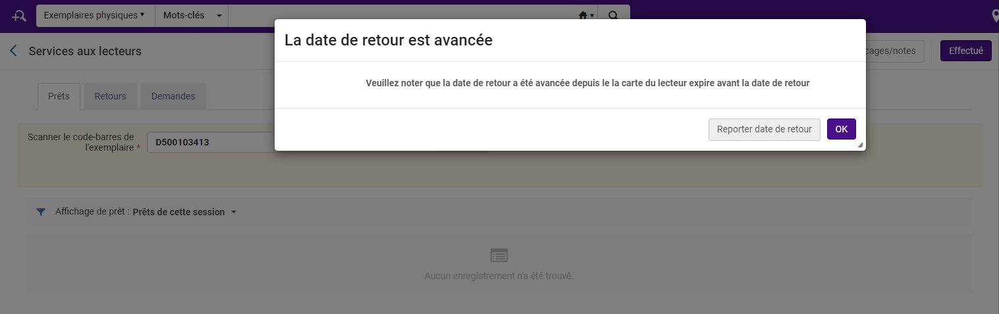 Exemplaires physiques
Mots-clés
La date de retour est avancée
Services aux lecteurs
cages/notes
Effectué
Veuillez noter que la date de retour a été avancée depuis le la carte du lecteur expire avant la date de retour
Prêts
Retours
Demandes
Reporter date de retour
OK
Scanner le code-barres de
l'exemplaire *
D500103413
Affichage de prêt : Prêts de cette session
Aucun enregistrement n'a été trouvé.